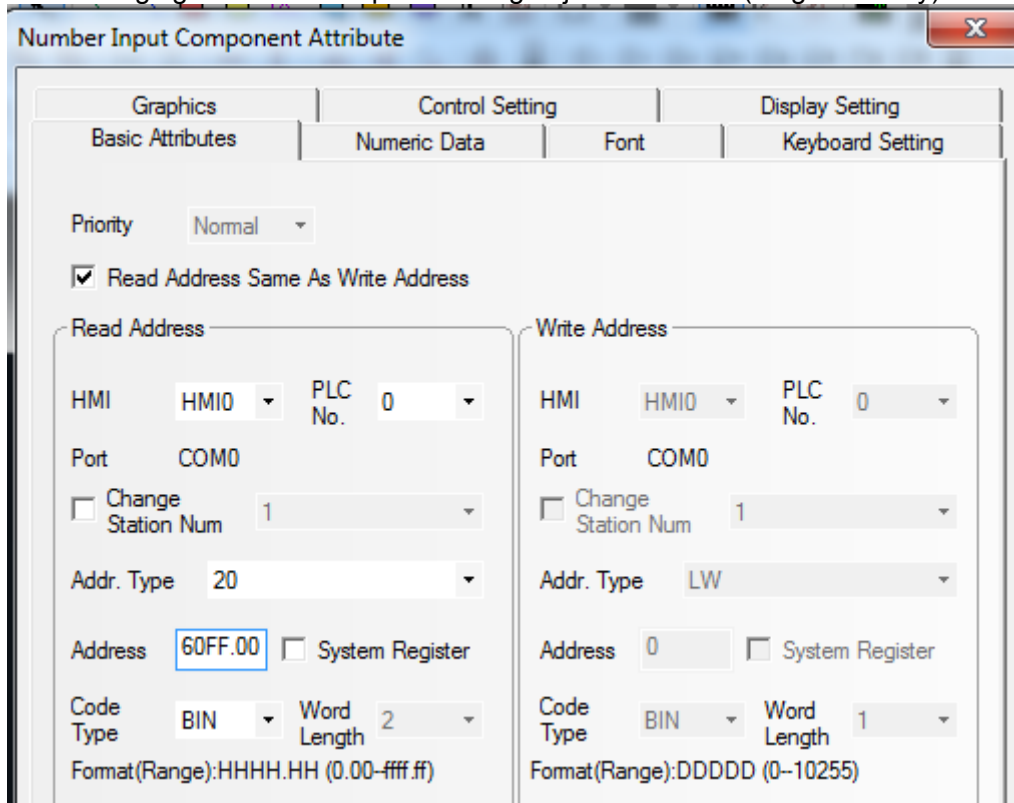 Number Input Component Attribute
Graphics Control Setting Display Setting
Basic Attributes Numeric Data Font Keyboard Setting
Priority Normal
Read Address Same As Write Address
Read Address
HMI HMI0 PLC No. 0
Port COM0
Change Station Num 1
Addr. Type 20
Address 60FF.00 System Register
Code Type BIN Word Length 2
Format(Range):HHHH.HH (0.00--ffff.ff)
Write Address
HMI HMI0 PLC No. 0
Port COM0
Change Station Num 1
Addr. Type LW
Address 0 System Register
Code Type BIN Word Length 1
Format(Range):DDDDD (0--10255)